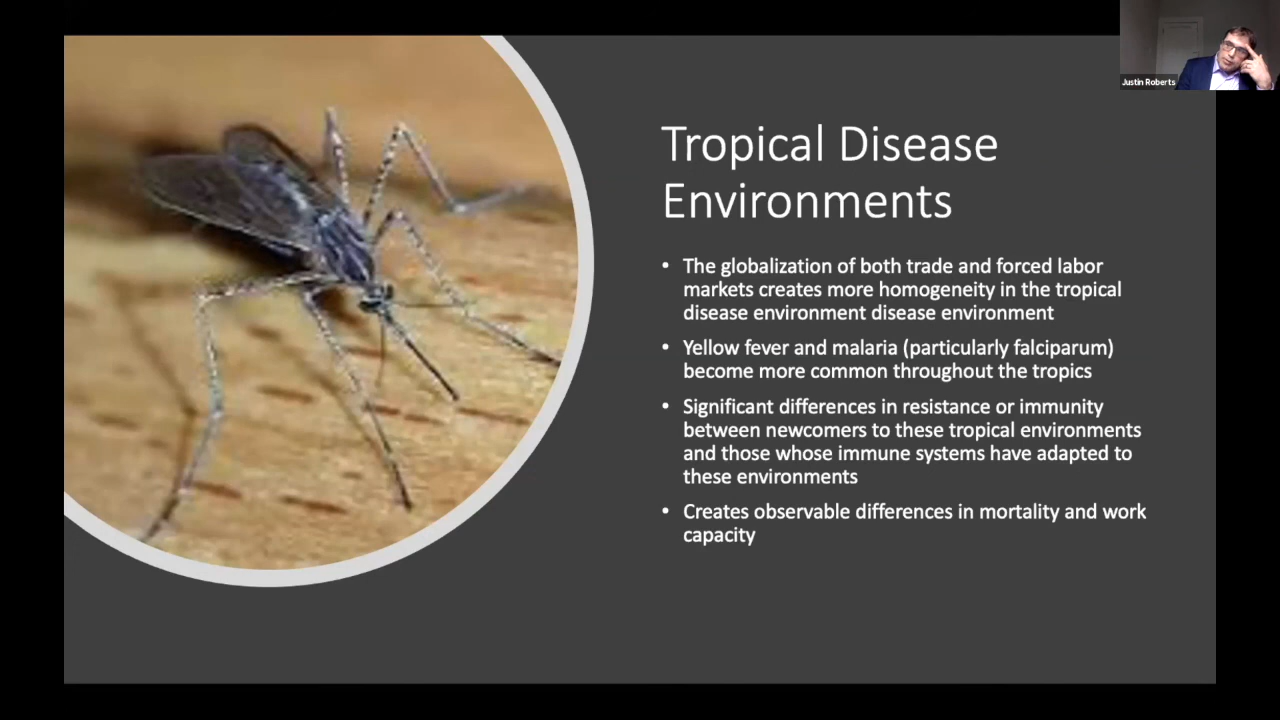 Justin Roberts
Tropical Disease
Environments
• The globalization of both trade and forced labor
markets creates more homogeneity in the tropical
disease environment disease environment
• Yellow fever and malaria (particularly falciparum)
become more common throughout the tropics
• Significant differences in resistance or immunity
between newcomers to these tropical environments
and those whose immune systems have adapted to
these environments
• Creates observable differences in mortality and work
capacity